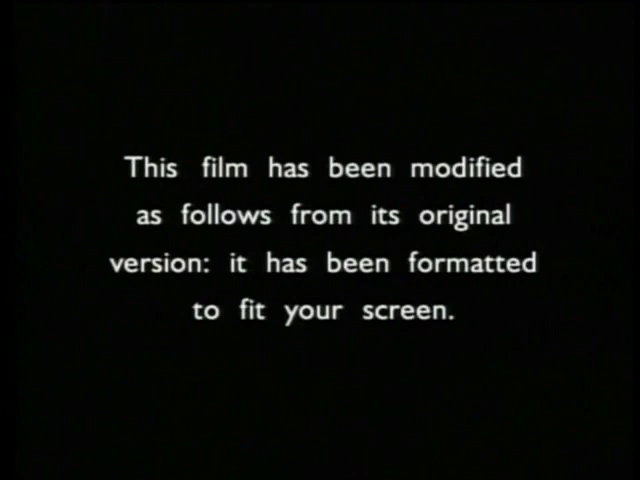 This film has been modified
as follows from its original
version: it has been formatted
to fit your screen.